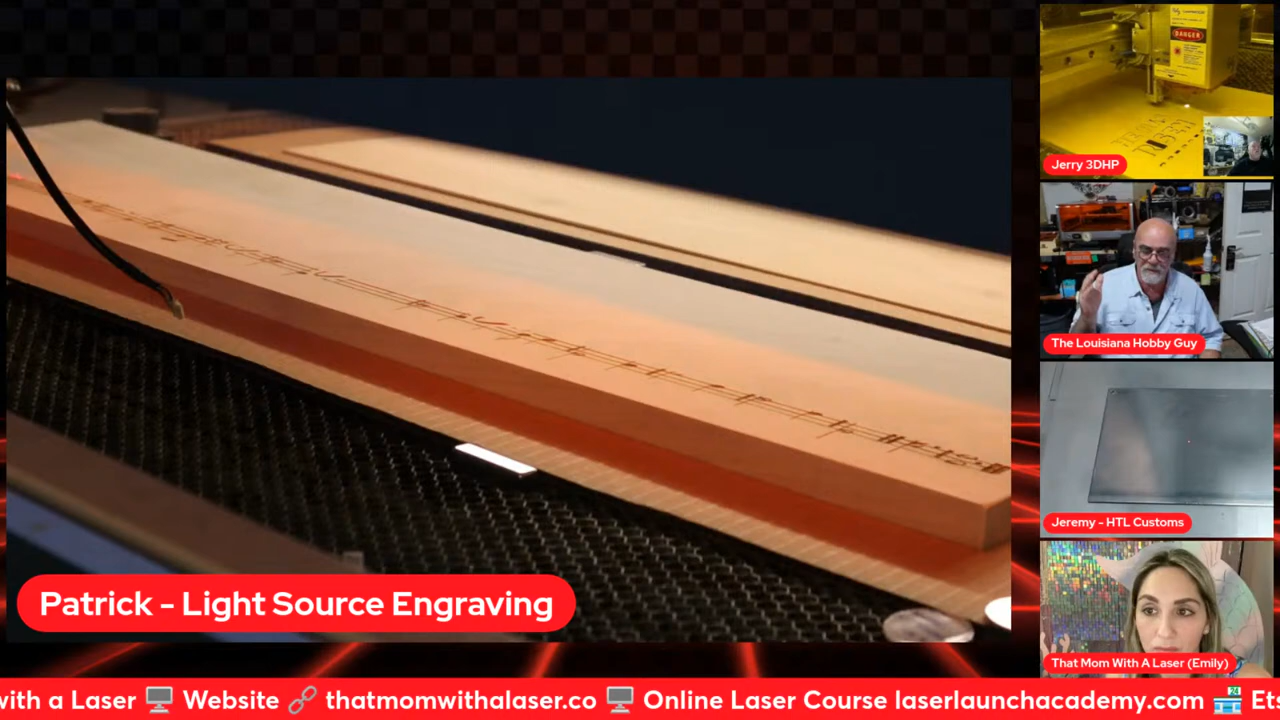 DANGER
Jerry 3DHP
The Louisiana Hobby Guy
Jeremy - HTL Customs
Patrick - Light Source Engraving
That Mom With A Laser (Emily)
with a Laser 🖥️ Website 🔗 thatmomwithalaser.co 🖥️ Online Laser Course laserlaunchacademy.com 🏪 Ets